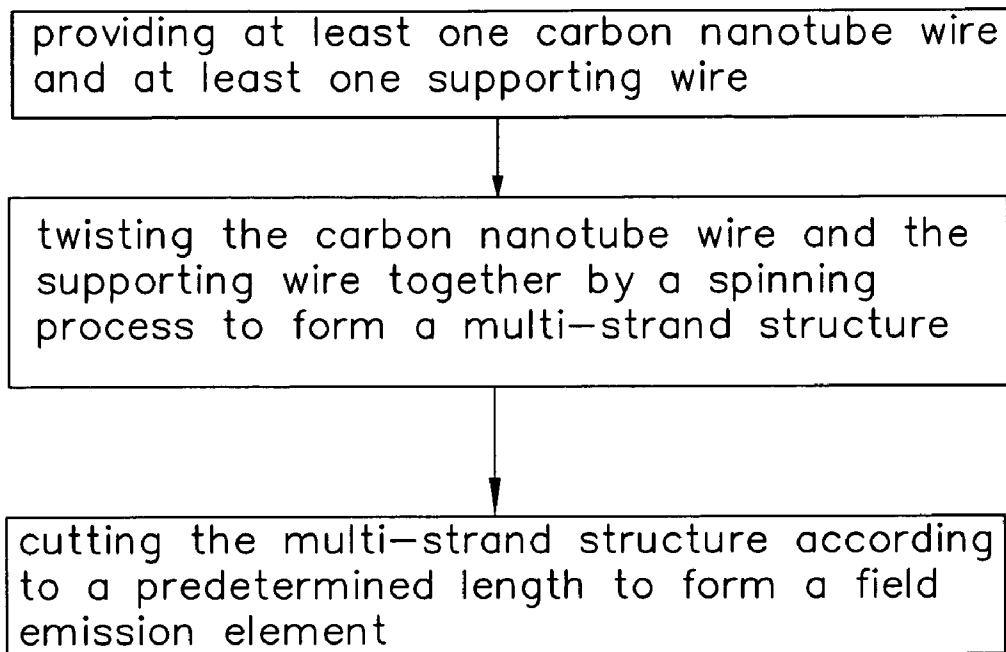 providing at least one carbon nanotube wire
and at least one supporting wire
twisting the carbon nanotube wire and the
supporting wire together by a spinning
process to form a multi-strand structure
cutting the multi-strand structure according
to a predetermined length to form a field
emission element